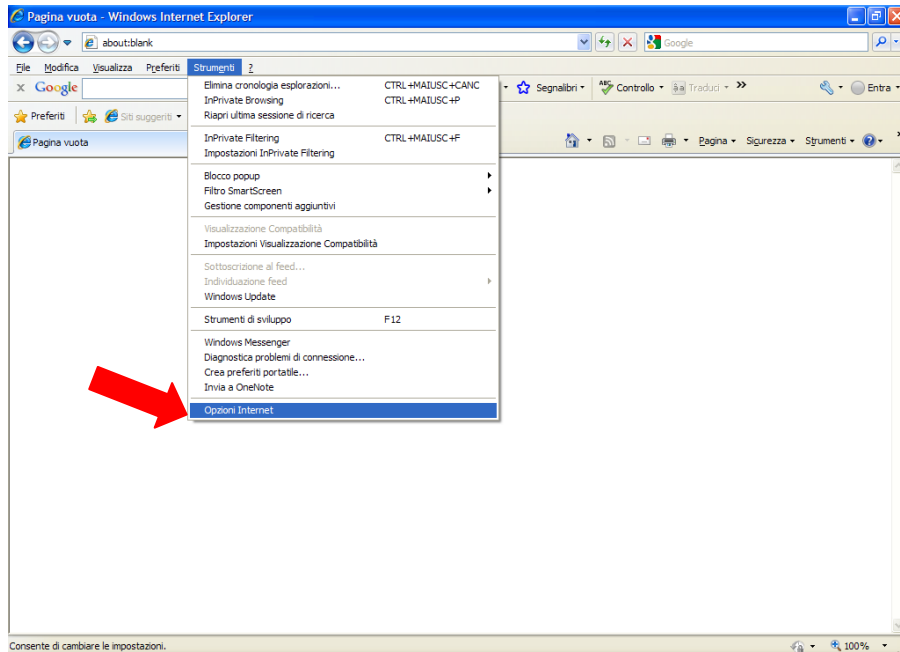 Pagina vuota - Windows Internet Explorer
about:blank
Google
File Modifica Visualizza Preferiti Strumenti ?
x Google
Segnalibri
ABC Controllo
aa Traduci
Entra
Preferiti
Siti suggeriti
Pagina vuota
Pagina Sicurezza Strumenti
Elimina cronologia esplorazioni... CTRL+MAIUSC+CANC
InPrivate Browsing CTRL+MAIUSC+P
Riapri ultima sessione di ricerca
InPrivate Filtering CTRL+MAIUSC+F
Impostazioni InPrivate Filtering
Blocco popup
Filtro SmartScreen
Gestione componenti aggiuntivi
Visualizzazione Compatibilità
Impostazioni Visualizzazione Compatibilità
Sottoscrizione al feed...
Individuazione feed
Windows Update
Strumenti di sviluppo F12
Windows Messenger
Diagnostica problemi di connessione...
Crea preferiti portatile...
Invia a OneNote
Opzioni Internet
Consente di cambiare le impostazioni.
100%